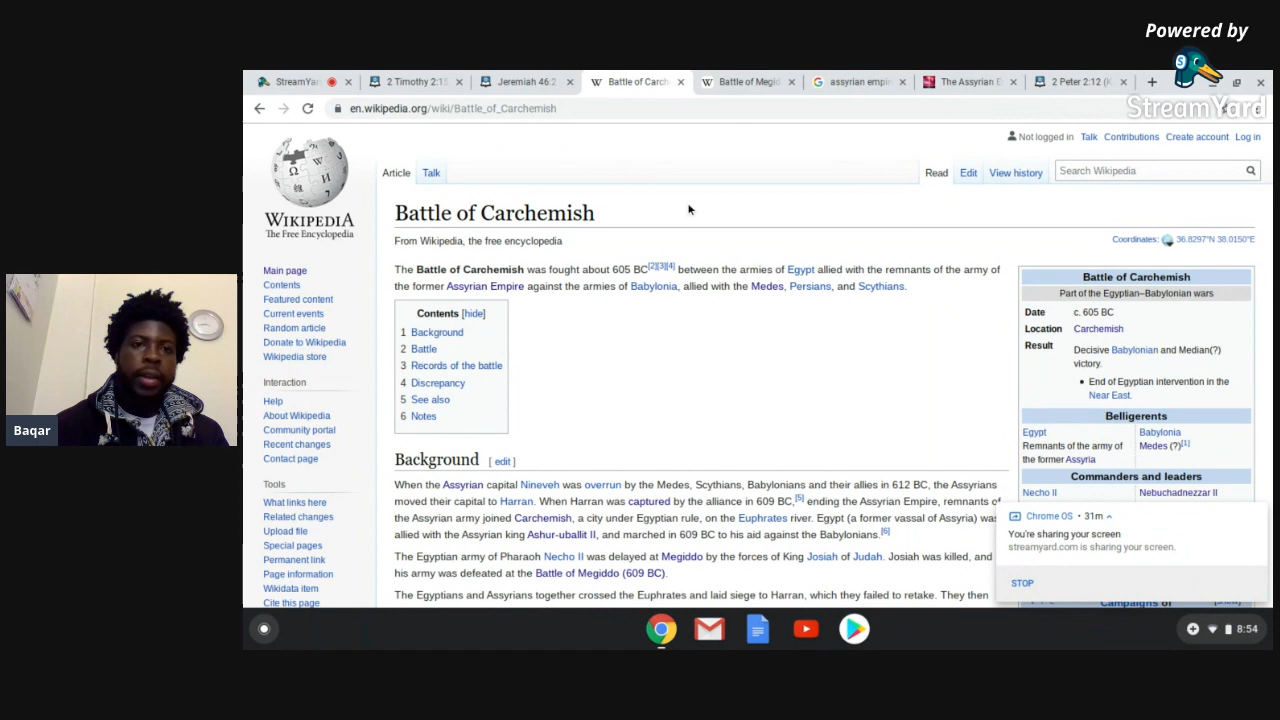 Powered by
StreamYard
StreamYar
2 Timothy 2:15
Jeremiah 46:2
Battle of Carch
Battle of Megid
assyrian empir
The Assyrian E
2 Peter 2:12 (K
en.wikipedia.org/wiki/Battle_of_Carchemish
Not logged in Talk Contributions Create account Log in
Article Talk
Read Edit View history
Search Wikipedia
WIKIPEDIA
The Free Encyclopedia
Main page
Contents
Featured content
Current events
Random article
Donate to Wikipedia
Wikipedia store
Interaction
Help
About Wikipedia
Community portal
Recent changes
Contact page
Tools
What links here
Related changes
Upload file
Special pages
Permanent link
Page information
Wikidata item
Cite this page
Battle of Carchemish
From Wikipedia, the free encyclopedia
Coordinates: 36.8297°N 38.0150°E
The Battle of Carchemish was fought about 605 BC[2][3][4] between the armies of Egypt allied with the remnants of the army of
the former Assyrian Empire against the armies of Babylonia, allied with the Medes, Persians, and Scythians.
Contents [hide]
1 Background
2 Battle
3 Records of the battle
4 Discrepancy
5 See also
6 Notes
Background [ edit ]
When the Assyrian capital Nineveh was overrun by the Medes, Scythians, Babylonians and their allies in 612 BC, the Assyrians
moved their capital to Harran. When Harran was captured by the alliance in 609 BC,[5] ending the Assyrian Empire, remnants of
the Assyrian army joined Carchemish, a city under Egyptian rule, on the Euphrates river. Egypt (a former vassal of Assyria) was
allied with the Assyrian king Ashur-uballit II, and marched in 609 BC to his aid against the Babylonians.[6]
The Egyptian army of Pharaoh Necho II was delayed at Megiddo by the forces of King Josiah of Judah. Josiah was killed, and
his army was defeated at the Battle of Megiddo (609 BC).
The Egyptians and Assyrians together crossed the Euphrates and laid siege to Harran, which they failed to retake. They then
Battle of Carchemish
Part of the Egyptian–Babylonian wars
Date c. 605 BC
Location Carchemish
Result Decisive Babylonian and Median(?)
victory.
End of Egyptian intervention in the
Near East.
Belligerents
Egypt
Remnants of the army of
the former Assyria
Babylonia
Medes (?)[1]
Commanders and leaders
Necho II Nebuchadnezzar II
Chrome OS • 31m
You're sharing your screen
streamyard.com is sharing your screen.
STOP
Campaigns of
8:54
Baqar